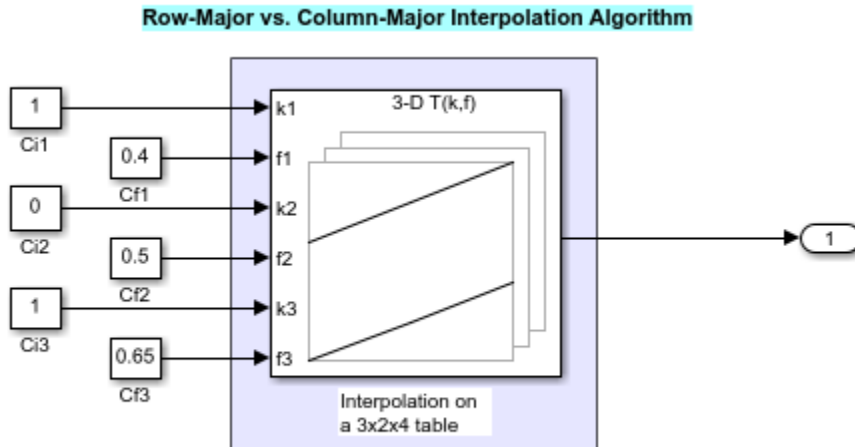 Row-Major vs. Column-Major Interpolation Algorithm
3-D T(k,f)
1
k1
Ci1
0.4
f1
Cf1
0
k2
Ci2
0.5
f2
1
Cf2
1
k3
Ci3
0.65
f3
Cf3
Interpolation on
a 3x2x4 table